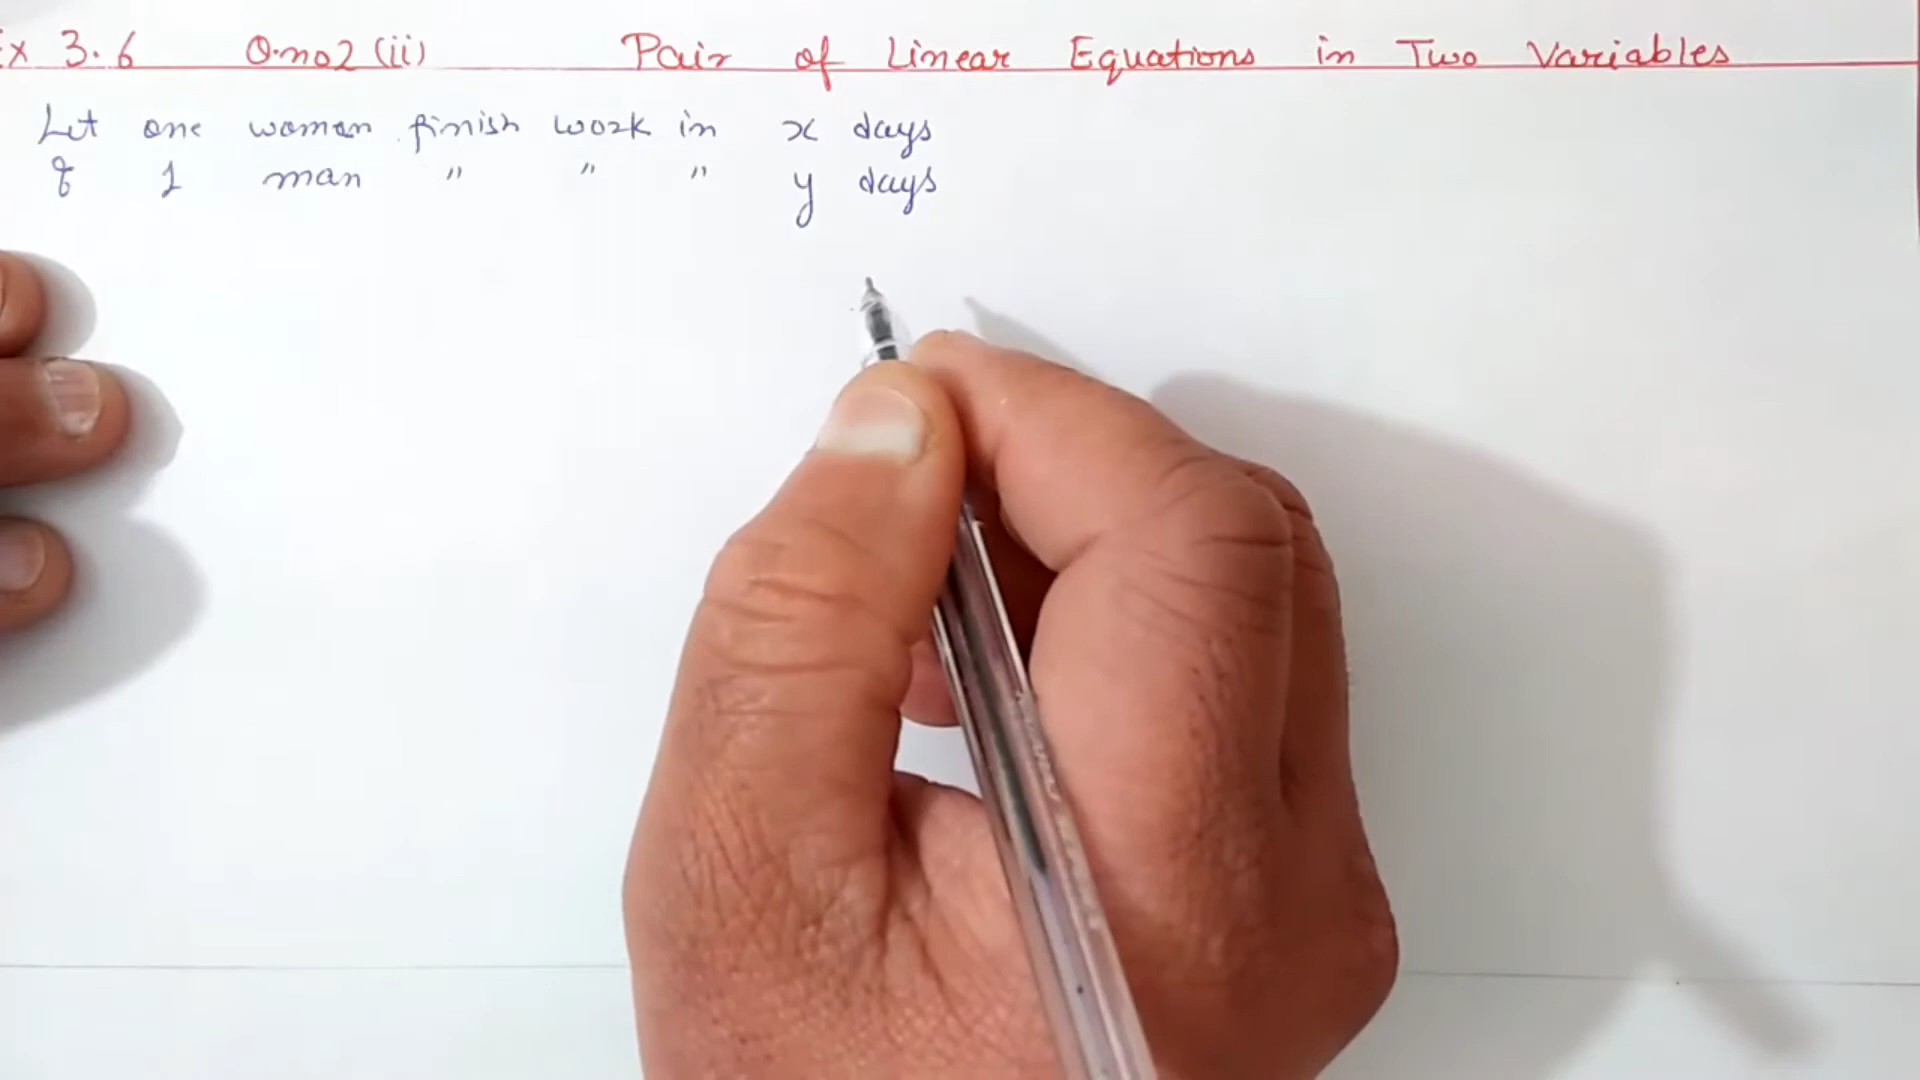 Ex 3.6 Q.no2 (ii) Pair of Linear Equations in Two Variables
Let one woman finish work in x days
& 1 man " " " y days